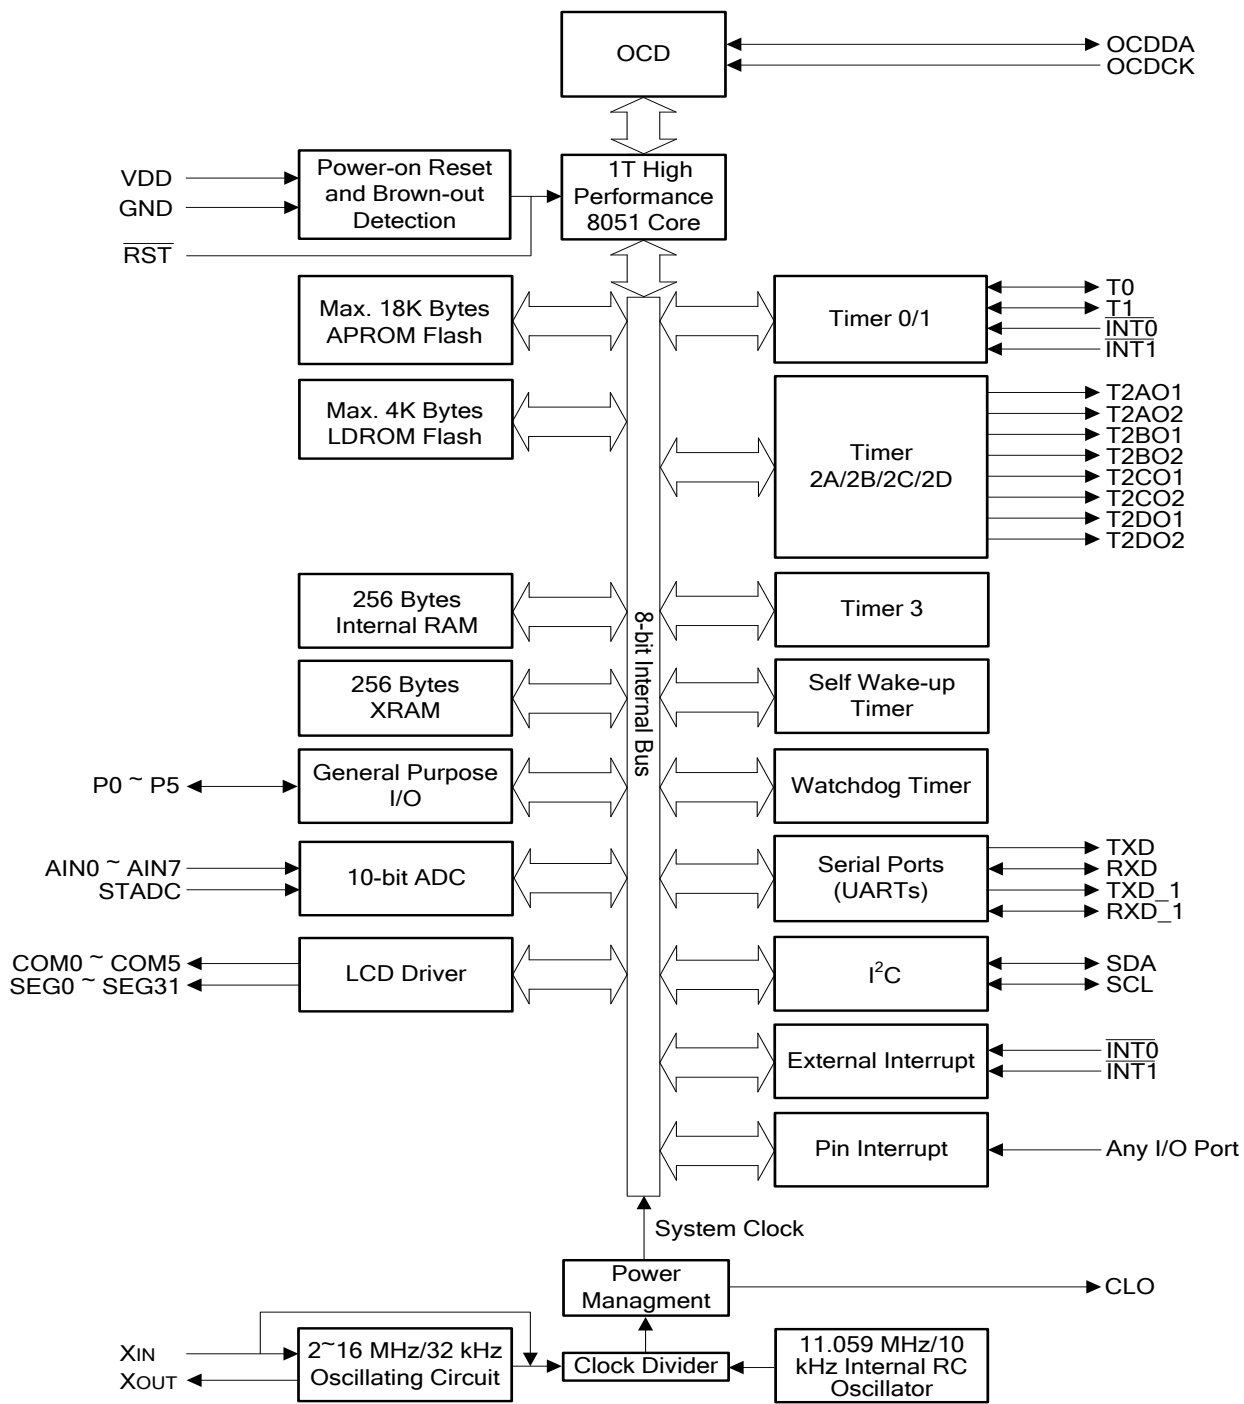 OCD
OCDDA
OCDCK
VDD
GND
RST
Power-on Reset
and Brown-out
Detection
1T High
Performance
8051 Core
Max. 18K Bytes
APROM Flash
Max. 4K Bytes
LDROM Flash
256 Bytes
Internal RAM
256 Bytes
XRAM
P0 ~ P5
General Purpose
I/O
AIN0 ~ AIN7
STADC
10-bit ADC
COM0 ~ COM5
SEG0 ~ SEG31
LCD Driver
8-bit Internal Bus
Timer 0/1
T0
T1
INT0
INT1
Timer
2A/2B/2C/2D
T2AO1
T2AO2
T2BO1
T2BO2
T2CO1
T2CO2
T2DO1
T2DO2
Timer 3
Self Wake-up
Timer
Watchdog Timer
Serial Ports
(UARTs)
TXD
RXD
TXD_1
RXD_1
I²C
SDA
SCL
External Interrupt
INT0
INT1
Pin Interrupt
Any I/O Port
System Clock
Power
Managment
CLO
XIN
XOUT
2~16 MHz/32 kHz
Oscillating Circuit
Clock Divider
11.059 MHz/10
kHz Internal RC
Oscillator